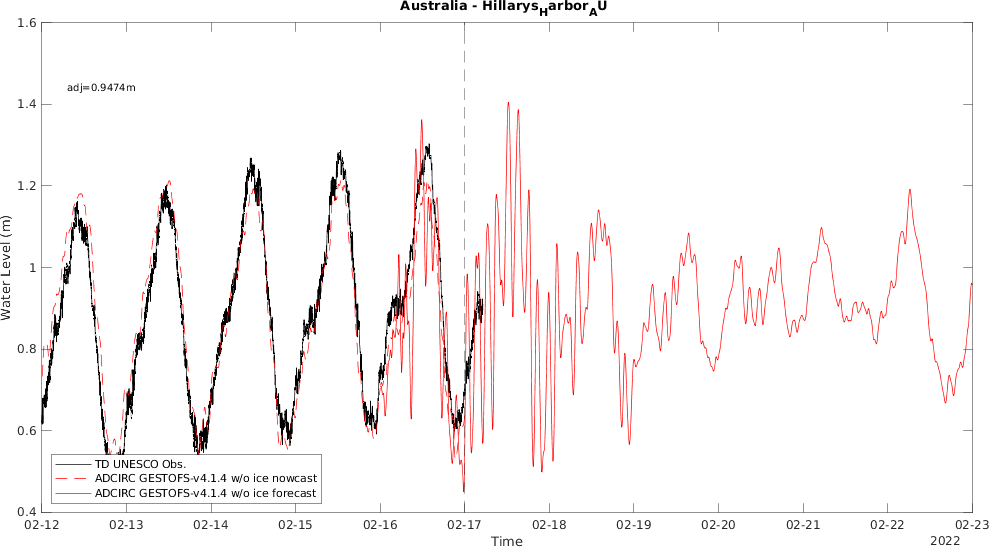 Australia - Hillarys_Harbor_AU
1.6
1.4
1.2
1
0.8
0.6
0.4
Water Level (m)
adj=0.9474m
TD UNESCO Obs.
ADCIRC GESTOFS-v4.1.4 w/o ice nowcast
ADCIRC GESTOFS-v4.1.4 w/o ice forecast
02-12 02-13 02-14 02-15 02-16 02-17 02-18 02-19 02-20 02-21 02-22 02-23
Time
2022